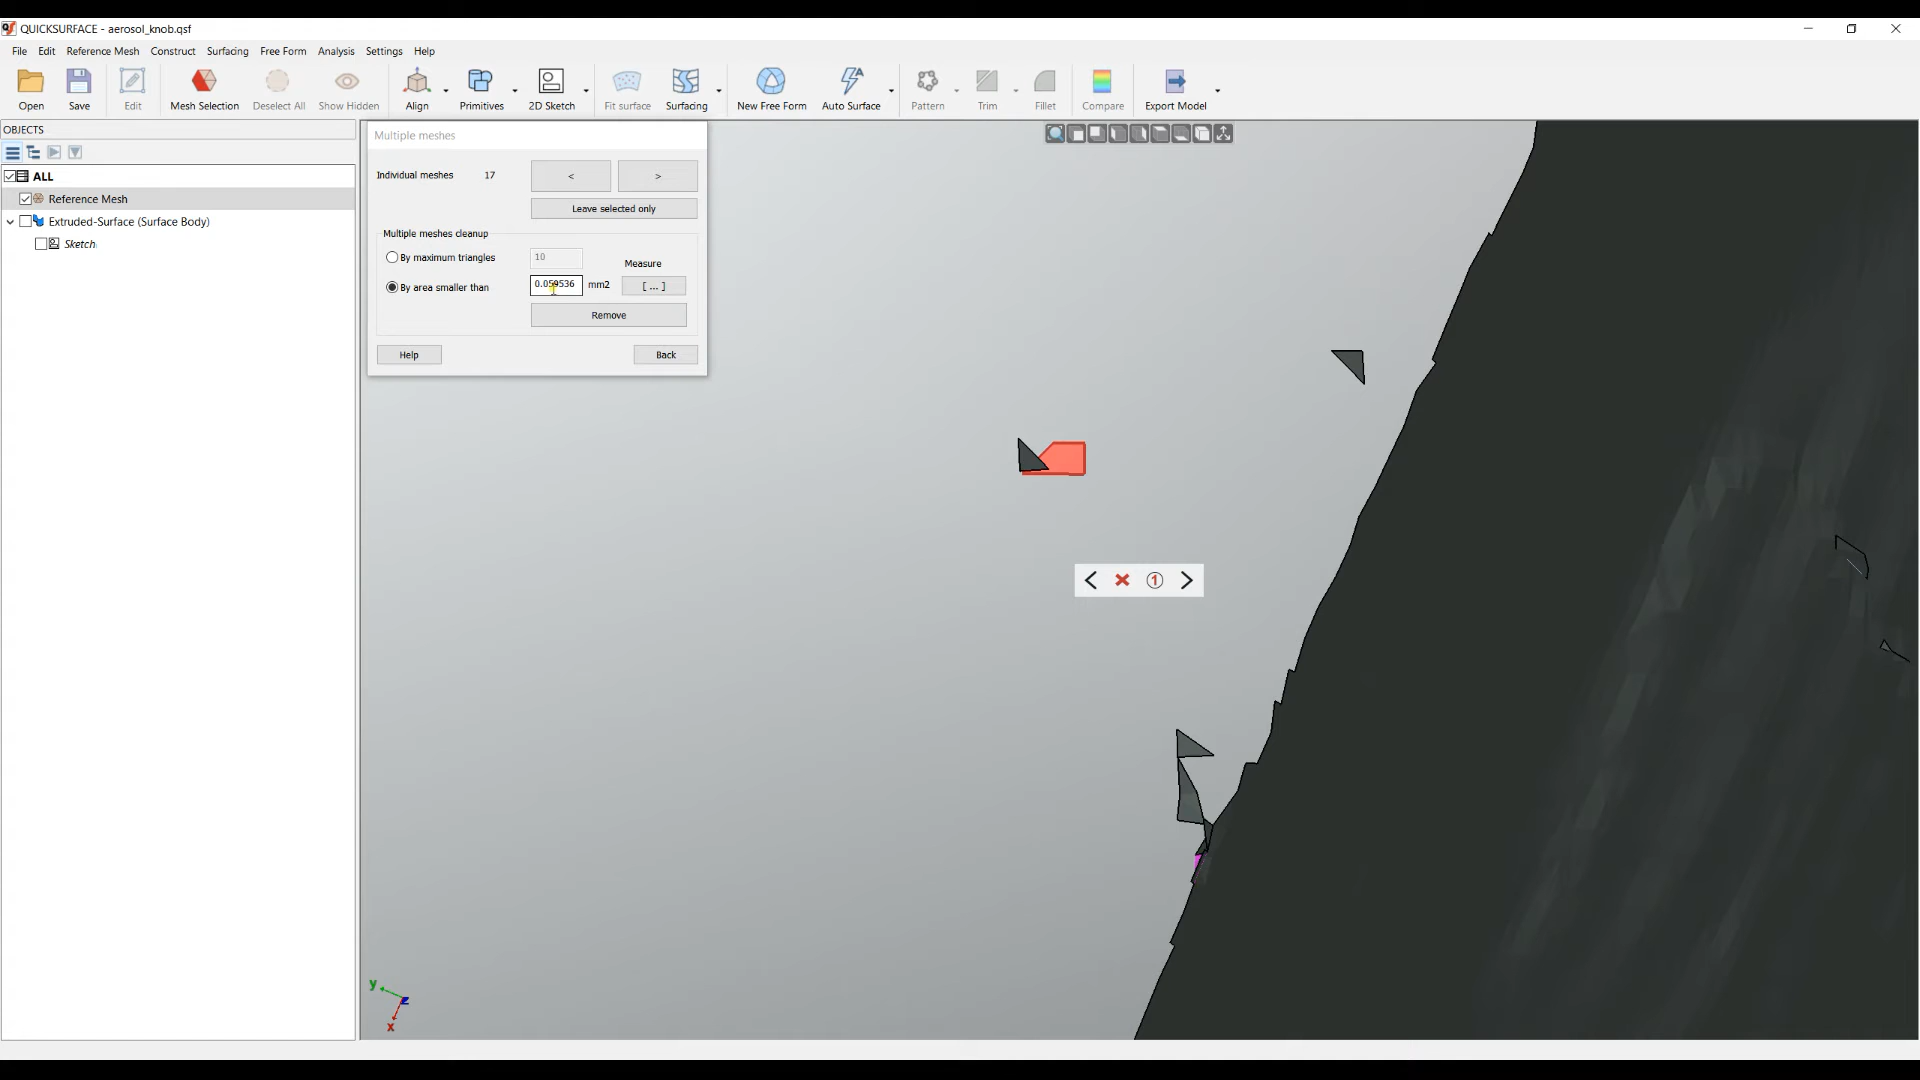 QUICKSURFACE - aerosol_knob.qsf
File Edit Reference Mesh Construct Surfacing Free Form Analysis Settings Help
Open Save Edit Mesh Selection Deselect All Show Hidden Align Primitives 2D Sketch Fit surface Surfacing New Free Form Auto Surface Pattern Trim Fillet Compare Export Model
OBJECTS
ALL
Reference Mesh
Extruded-Surface (Surface Body)
Sketch
Multiple meshes
Individual meshes 17 < >
Leave selected only
Multiple meshes cleanup
By maximum triangles 10
Measure
By area smaller than 0.059536 mm2 [ ... ]
Remove
Help Back
1
y
z
x